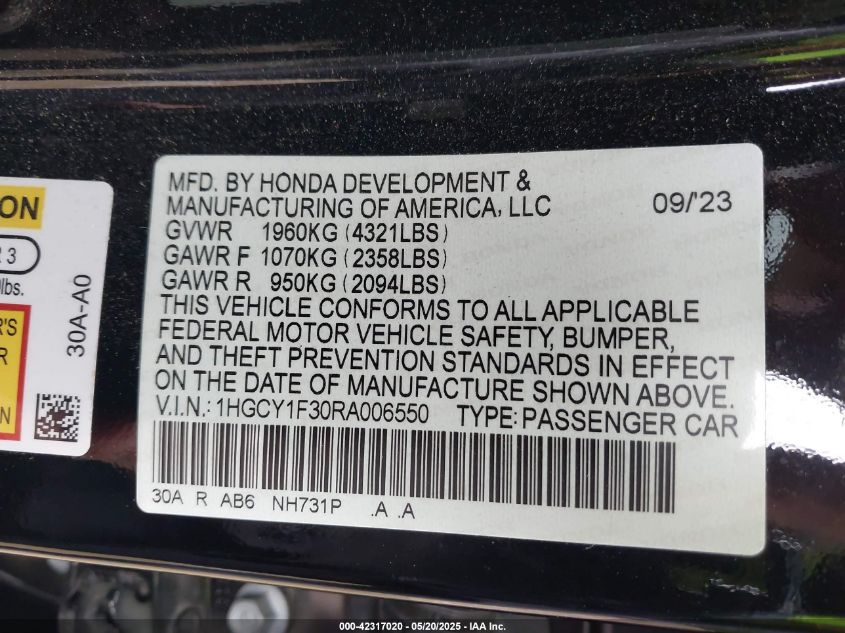 ON
R 3
lbs.
30A-A0
R'S
R
N
MFD. BY HONDA DEVELOPMENT &
MANUFACTURING OF AMERICA, LLC 09/'23
GVWR 1960KG (4321LBS)
GAWR F 1070KG (2358LBS)
GAWR R 950KG (2094LBS)
THIS VEHICLE CONFORMS TO ALL APPLICABLE
FEDERAL MOTOR VEHICLE SAFETY, BUMPER,
AND THEFT PREVENTION STANDARDS IN EFFECT
ON THE DATE OF MANUFACTURE SHOWN ABOVE.
V.I.N.: 1HGCY1F30RA006550 TYPE: PASSENGER CAR
30A R AB6 NH731P .A .A
000-42317020 - 05/20/2025 - IAA Inc.